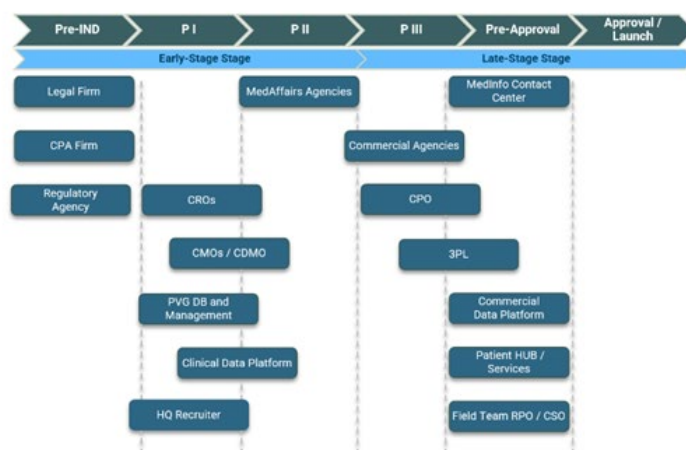 Pre-IND
P I
P II
P III
Pre-Approval
Approval /
Launch
Early-Stage Stage
Late-Stage Stage
Legal Firm
MedAffairs Agencies
MedInfo Contact
Center
CPA Firm
Commercial Agencies
Regulatory
Agency
CROs
CPO
CMOs / CDMO
3PL
PVG DB and
Management
Commercial
Data Platform
Clinical Data Platform
Patient HUB /
Services
HQ Recruiter
Field Team RPO / CSO